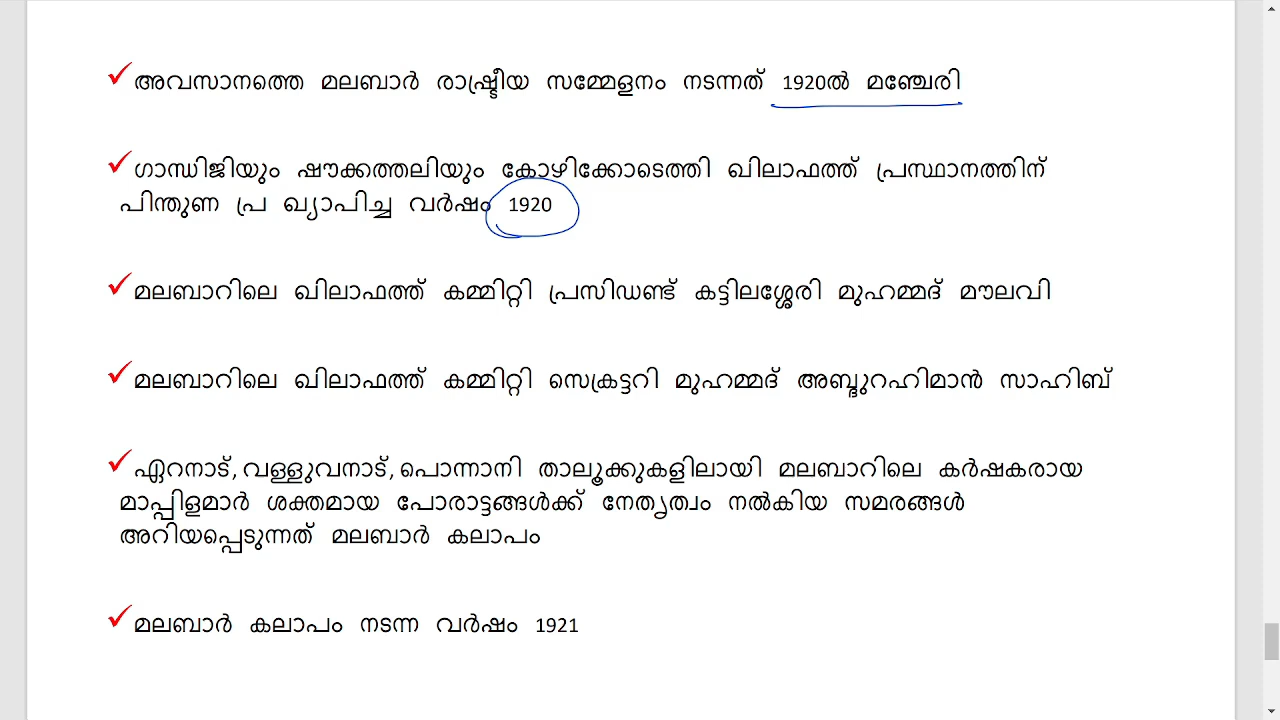 ✓അവസാനത്തെ മലബാർ രാഷ്ട്രീയ സമ്മേളനം നടന്നത് 1920ൽ മഞ്ചേരി
✓ഗാന്ധിജിയും ഷൗക്കത്തലിയും കോഴിക്കോടെത്തി ഖിലാഫത്ത് പ്രസ്ഥാനത്തിന്
പിന്തുണ പ്ര ഖ്യാപിച്ച വർഷം 1920
✓മലബാറിലെ ഖിലാഫത്ത് കമ്മിറ്റി പ്രസിഡണ്ട് കട്ടിലശ്ശേരി മുഹമ്മദ് മൗലവി
✓മലബാറിലെ ഖിലാഫത്ത് കമ്മിറ്റി സെക്രട്ടറി മുഹമ്മദ് അബ്ദുറഹിമാൻ സാഹിബ്
✓ഏറനാട്,വള്ളുവനാട്,പൊന്നാനി താലൂക്കുകളിലായി മലബാറിലെ കർഷകരായ
മാപ്പിളമാർ ശക്തമായ പോരാട്ടങ്ങൾക്ക് നേതൃത്വം നൽകിയ സമരങ്ങൾ
അറിയപ്പെടുന്നത് മലബാർ കലാപം
✓മലബാർ കലാപം നടന്ന വർഷം 1921